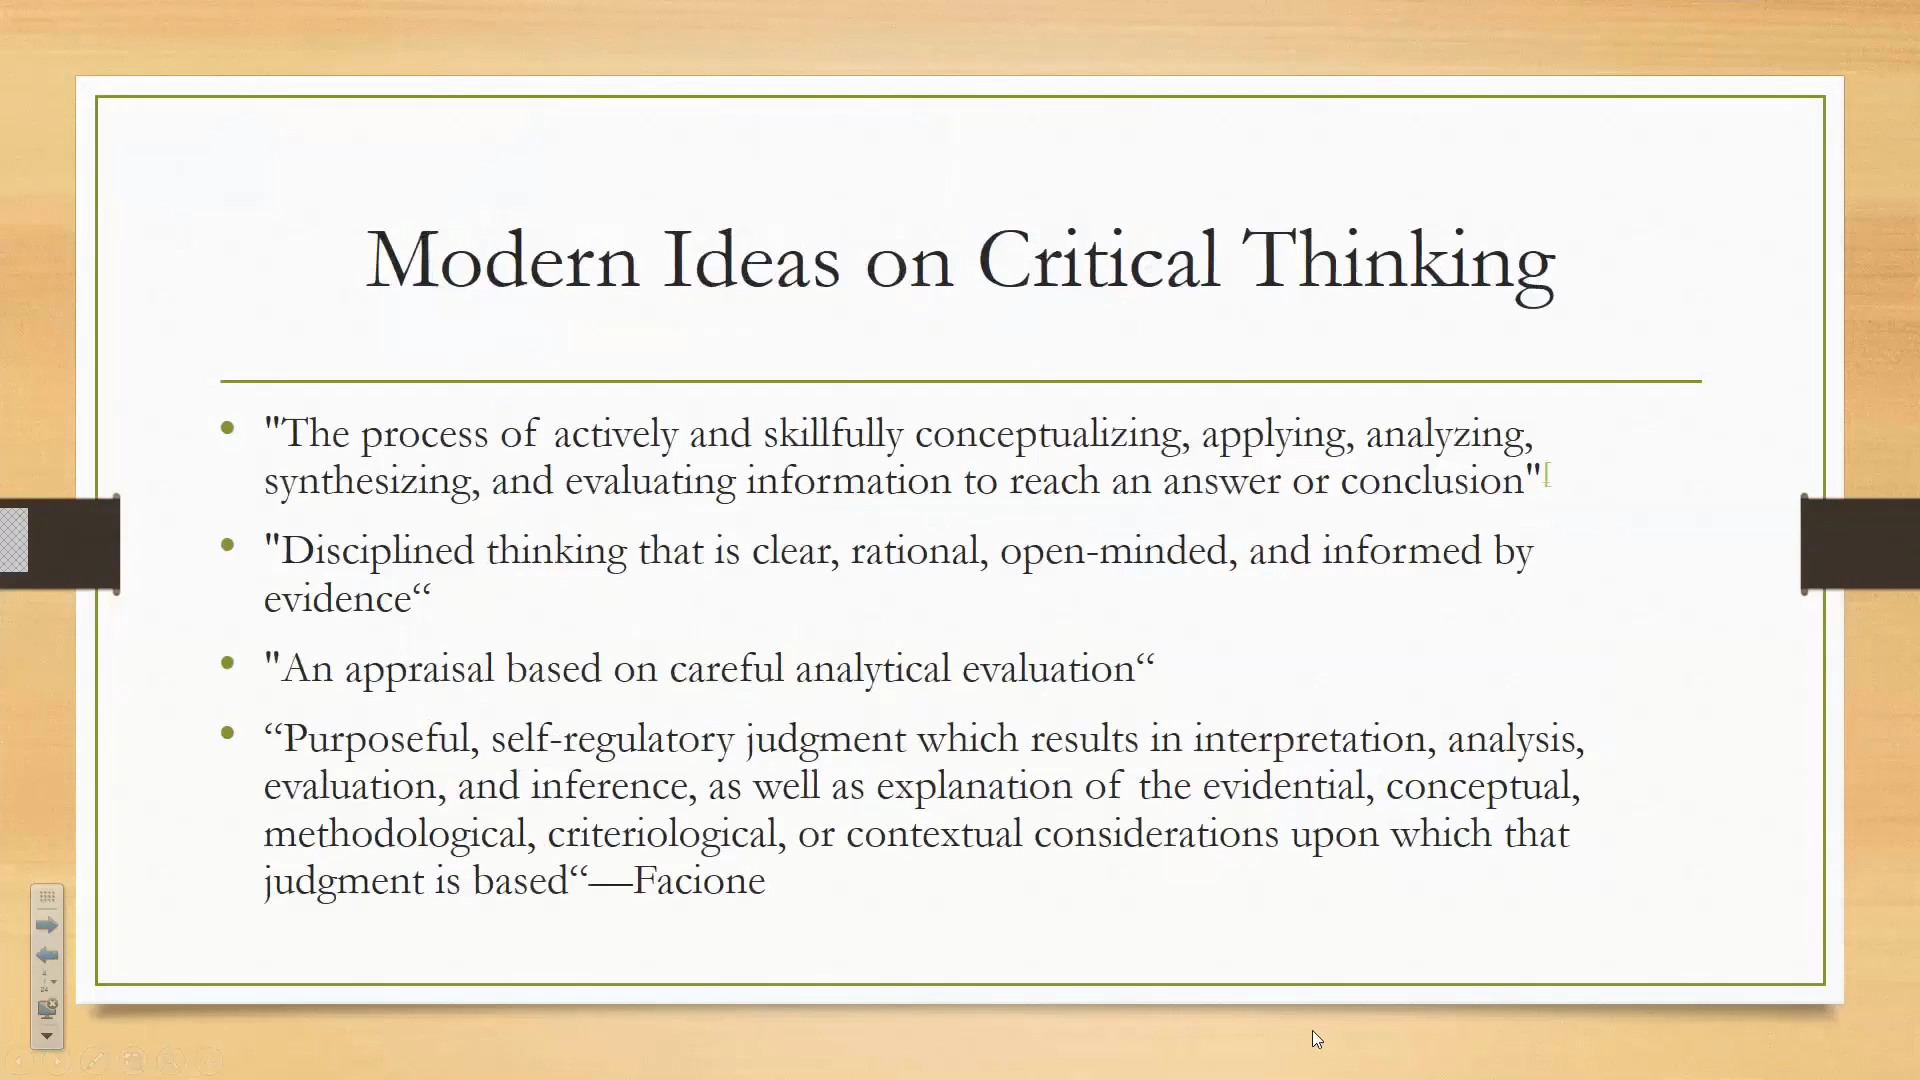 Modern Ideas on Critical Thinking
• "The process of actively and skillfully conceptualizing, applying, analyzing,
synthesizing, and evaluating information to reach an answer or conclusion"[
• "Disciplined thinking that is clear, rational, open-minded, and informed by
evidence“
• "An appraisal based on careful analytical evaluation“
• “Purposeful, self-regulatory judgment which results in interpretation, analysis,
evaluation, and inference, as well as explanation of the evidential, conceptual,
methodological, criteriological, or contextual considerations upon which that
judgment is based“—Facione